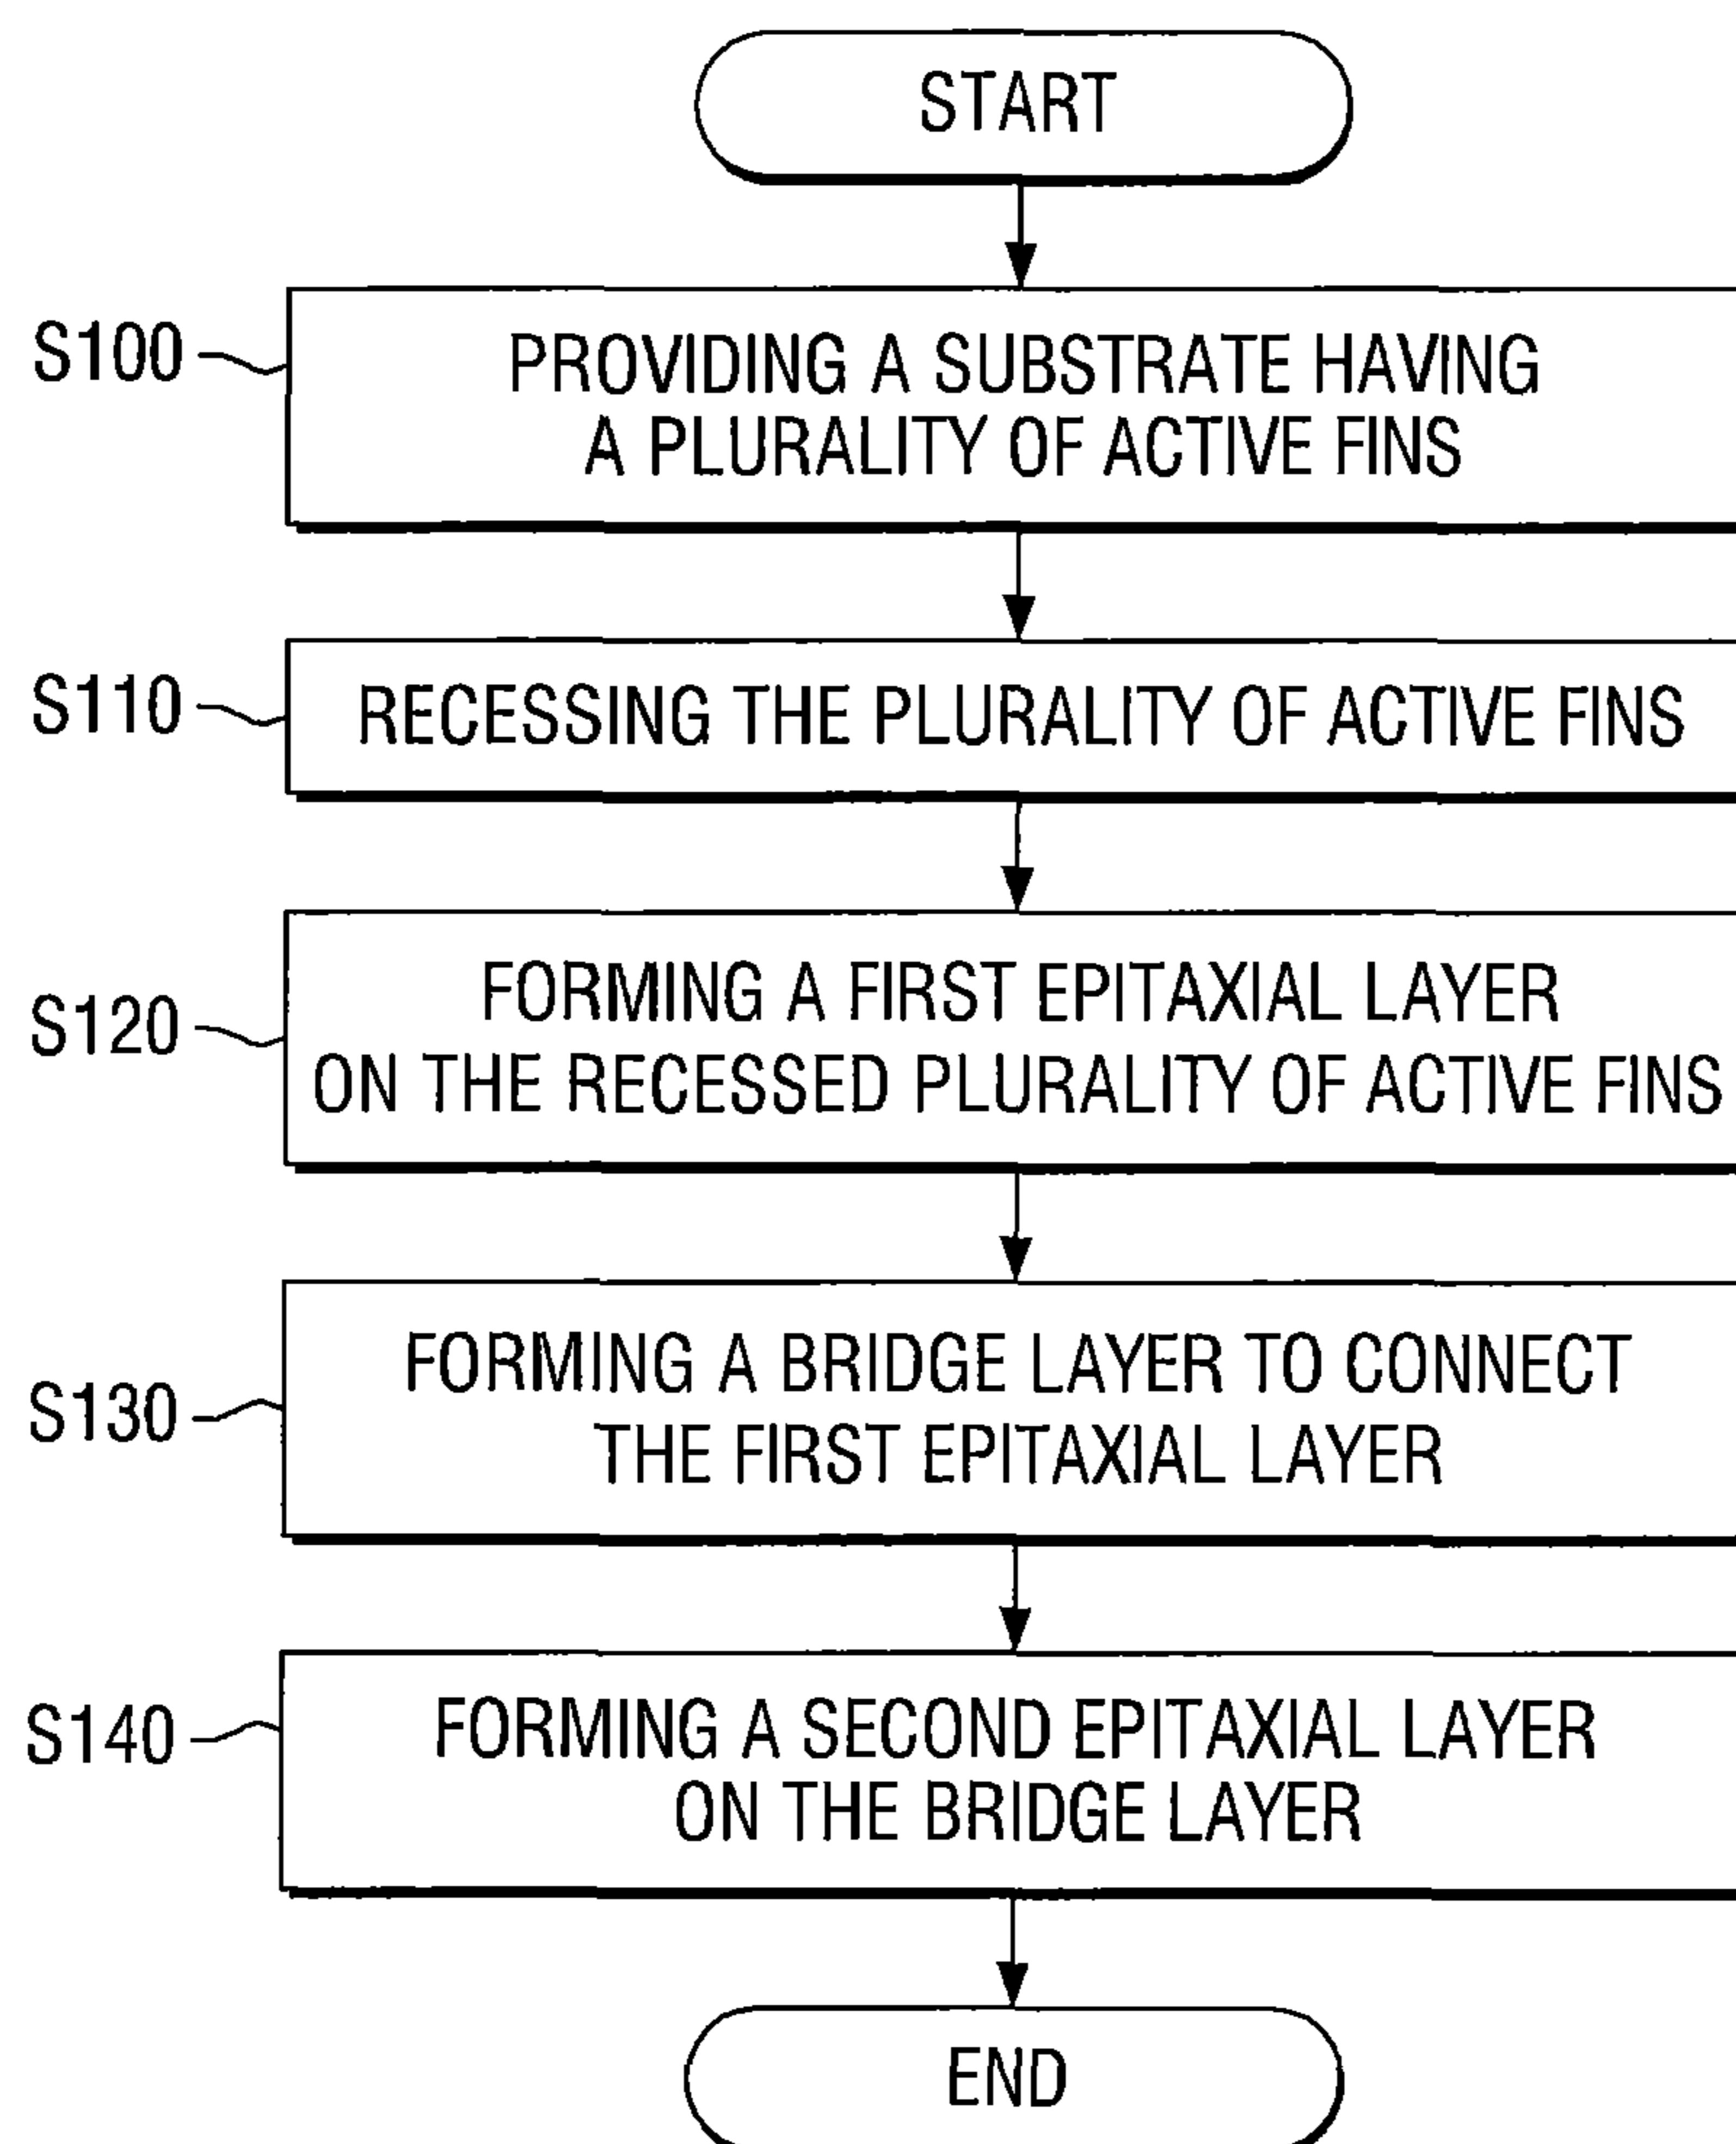 START
S100
PROVIDING A SUBSTRATE HAVING
A PLURALITY OF ACTIVE FINS
S110
RECESSING THE PLURALITY OF ACTIVE FINS
S120
FORMING A FIRST EPITAXIAL LAYER
ON THE RECESSED PLURALITY OF ACTIVE FINS
S130
FORMING A BRIDGE LAYER TO CONNECT
THE FIRST EPITAXIAL LAYER
S140
FORMING A SECOND EPITAXIAL LAYER
ON THE BRIDGE LAYER
END